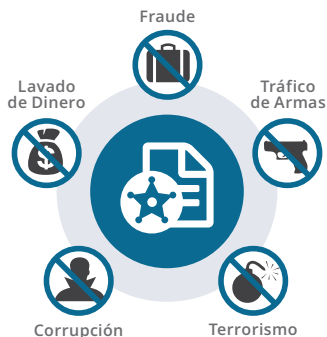 Fraude
Lavado
de Dinero
Tráfico
de Armas
Corrupción
Terrorismo